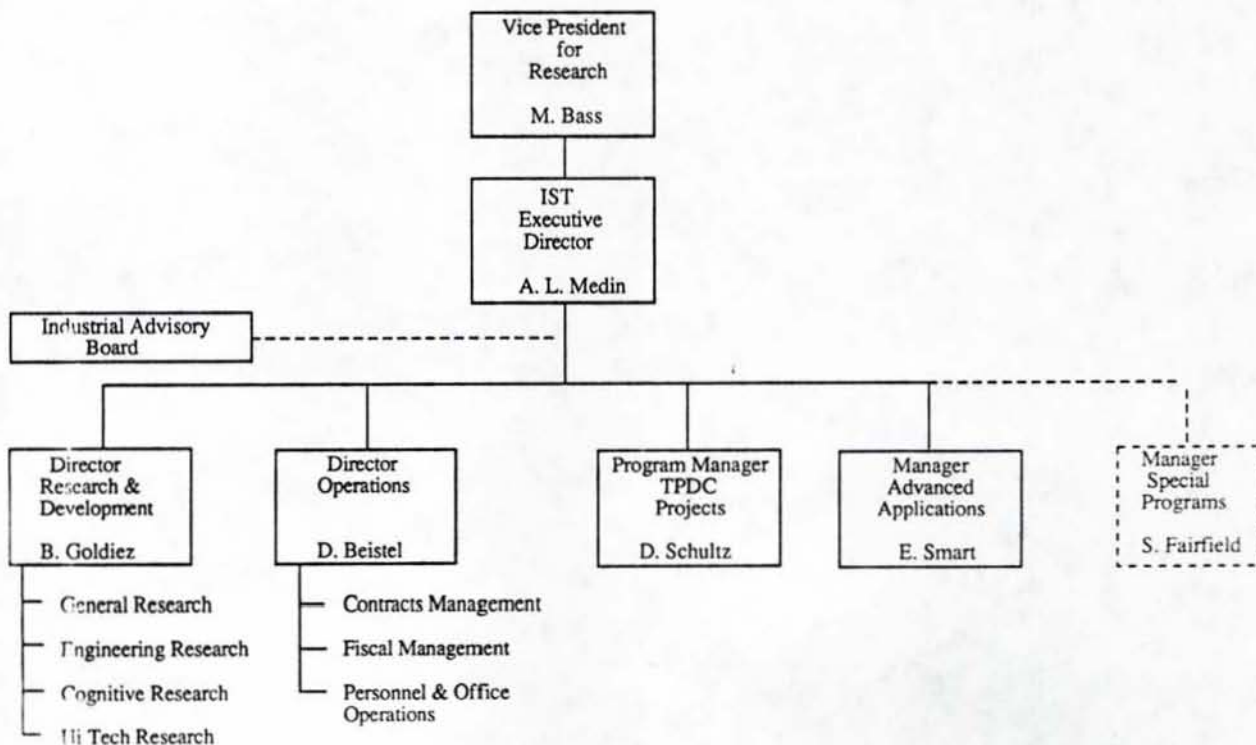 Vice President
for
Research
M. Bass
IST
Executive
Director
A. L. Medin
Industrial Advisory
Board
Director
Research &
Development
B. Goldiez
Director
Operations
D. Beistel
Program Manager
TPDC
Projects
D. Schultz
Manager
Advanced
Applications
E. Smart
Manager
Special
Programs
S. Fairfield
General Research
Engineering Research
Cognitive Research
Hi Tech Research
Contracts Management
Fiscal Management
Personnel & Office
Operations